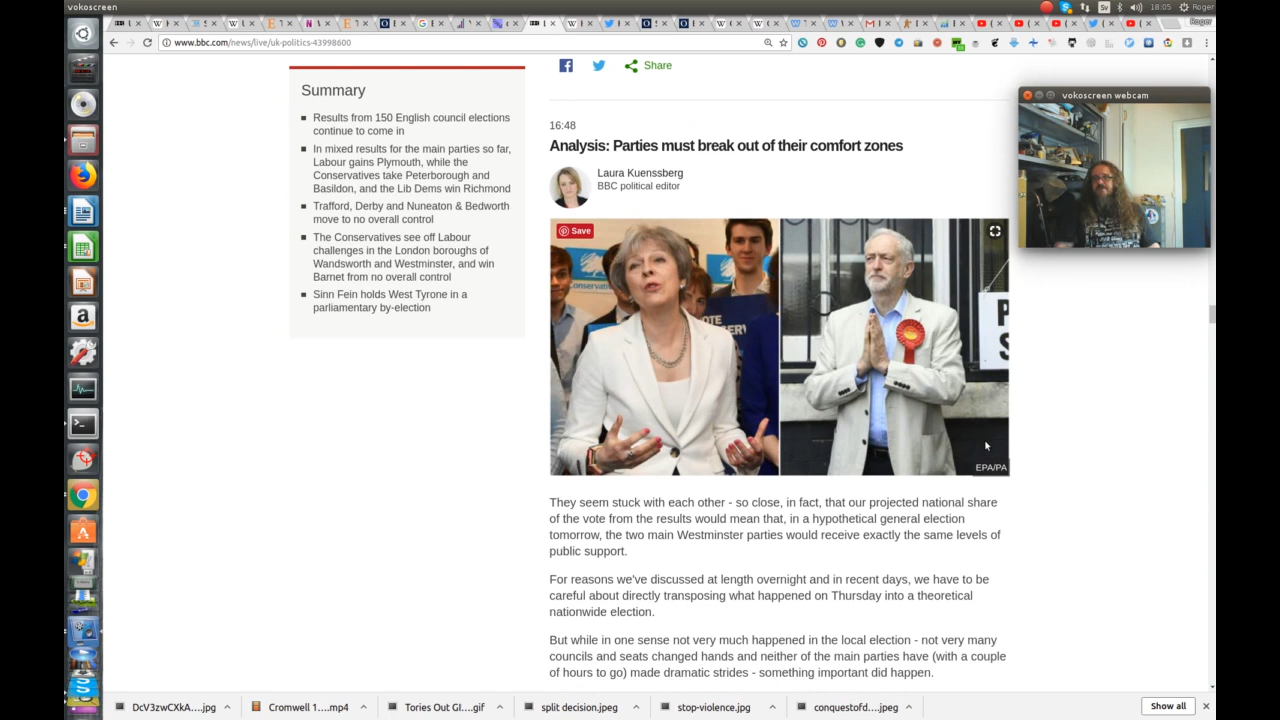 vokoscreen
Sv
18:05
Roger
Roger
www.bbc.com/news/live/uk-politics-43998600
Share
Summary
Results from 150 English council elections
continue to come in
In mixed results for the main parties so far,
Labour gains Plymouth, while the
Conservatives take Peterborough and
Basildon, and the Lib Dems win Richmond
Trafford, Derby and Nuneaton & Bedworth
move to no overall control
The Conservatives see off Labour
challenges in the London boroughs of
Wandsworth and Westminster, and win
Barnet from no overall control
Sinn Fein holds West Tyrone in a
parliamentary by-election
16:48
Analysis: Parties must break out of their comfort zones
Laura Kuenssberg
BBC political editor
Save
EPA/PA
vokoscreen webcam
They seem stuck with each other - so close, in fact, that our projected national share
of the vote from the results would mean that, in a hypothetical general election
tomorrow, the two main Westminster parties would receive exactly the same levels of
public support.
For reasons we've discussed at length overnight and in recent days, we have to be
careful about directly transposing what happened on Thursday into a theoretical
nationwide election.
But while in one sense not very much happened in the local election - not very many
councils and seats changed hands and neither of the main parties have (with a couple
of hours to go) made dramatic strides - something important did happen.
DcV3zwCXkA....jpg
Cromwell 1....mp4
Tories Out GI....gif
split decision.jpeg
stop-violence.jpg
conquestofd....jpeg
Show all